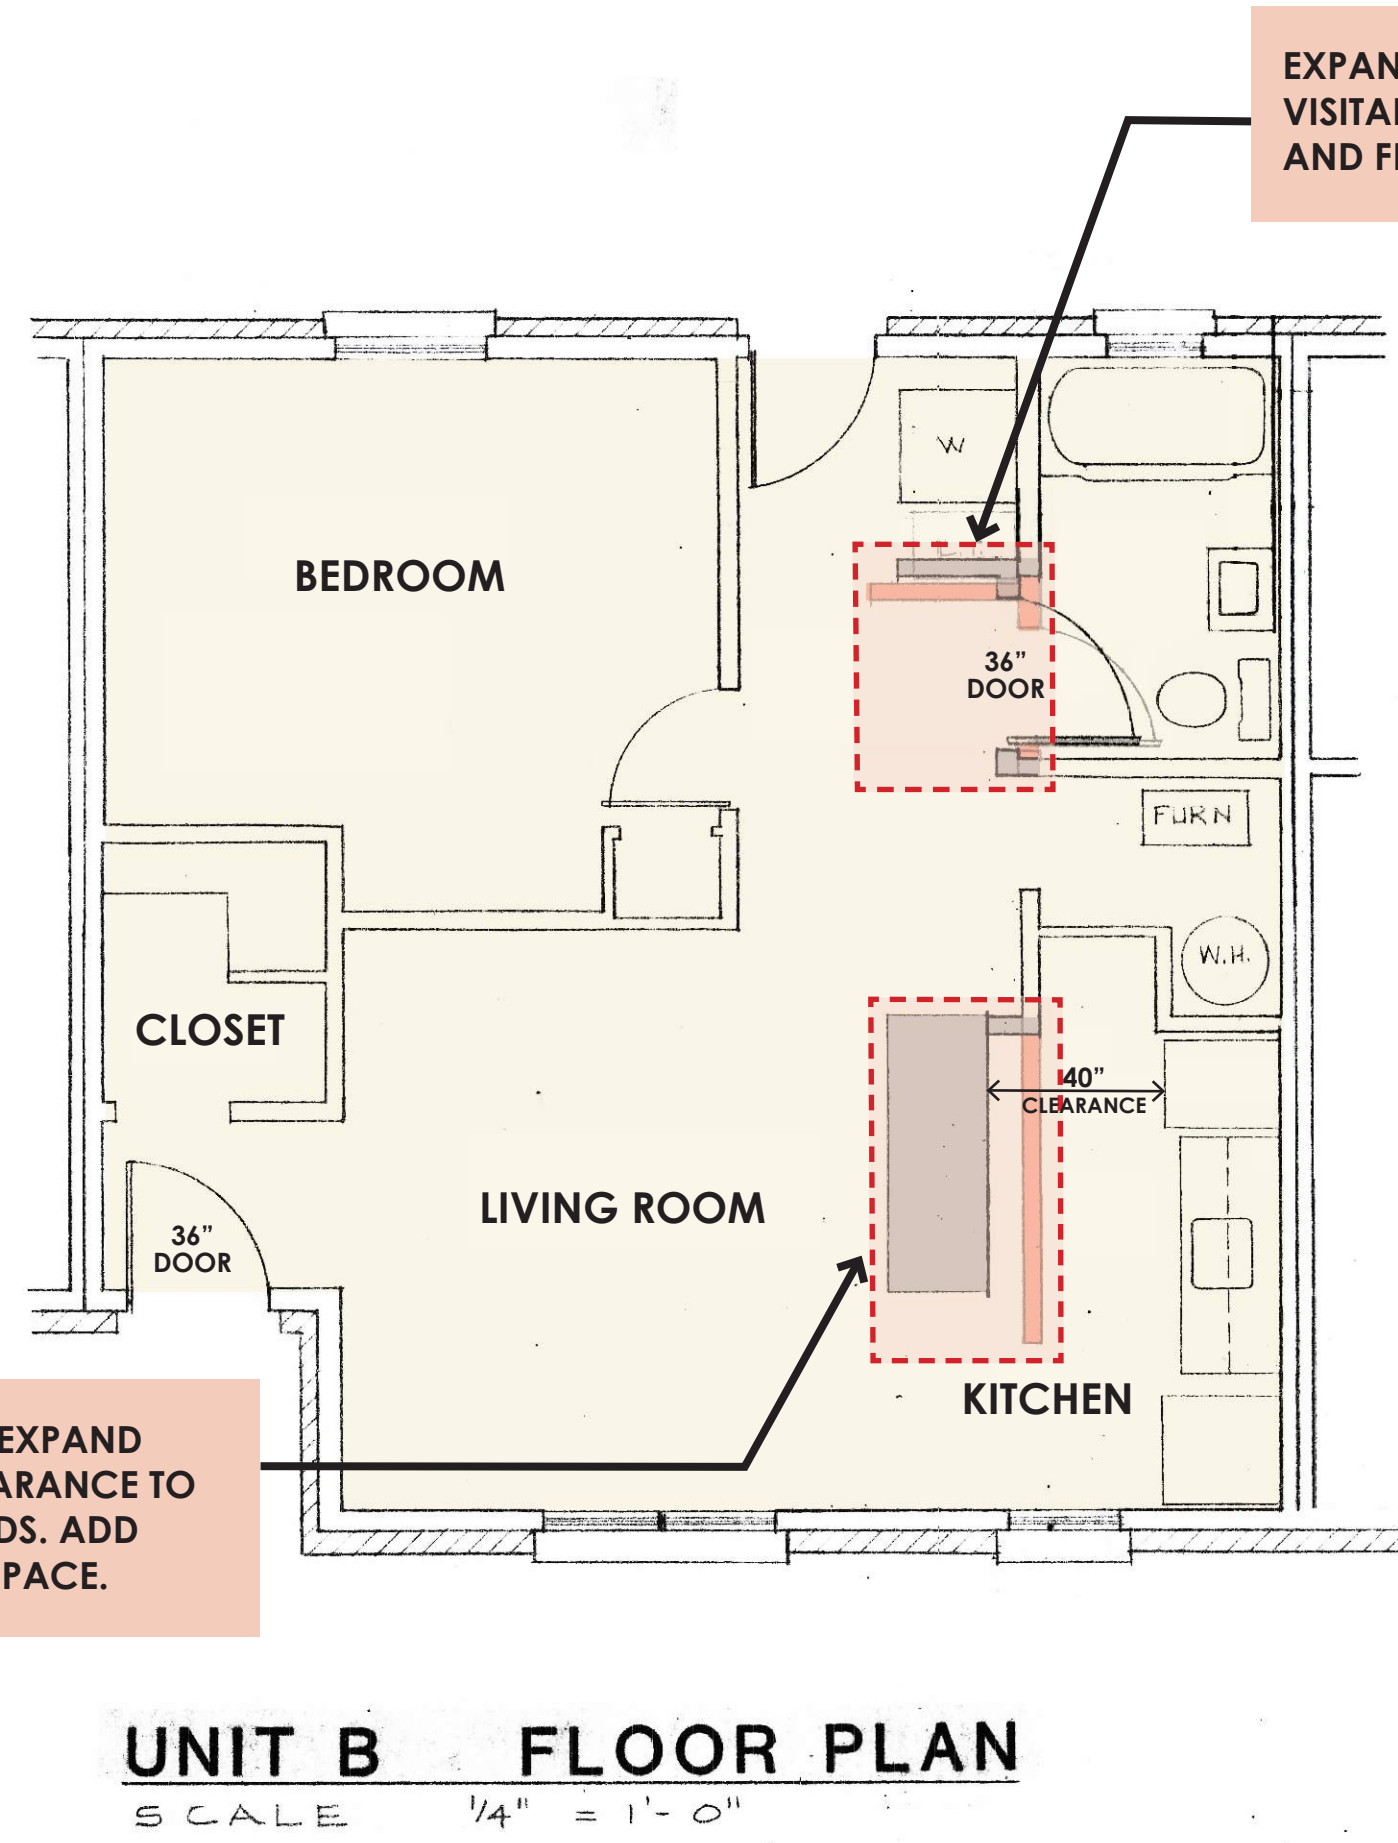 EXPAN
VISITA
AND F
W
L.T.
BEDROOM
36”
DOOR
FURN
W.H.
CLOSET
40”
CLEARANCE
LIVING ROOM
36”
DOOR
KITCHEN
EXPAND
ARANCE TO
DS. ADD
PACE.
UNIT B FLOOR PLAN
SCALE 1/4" = 1'-0"